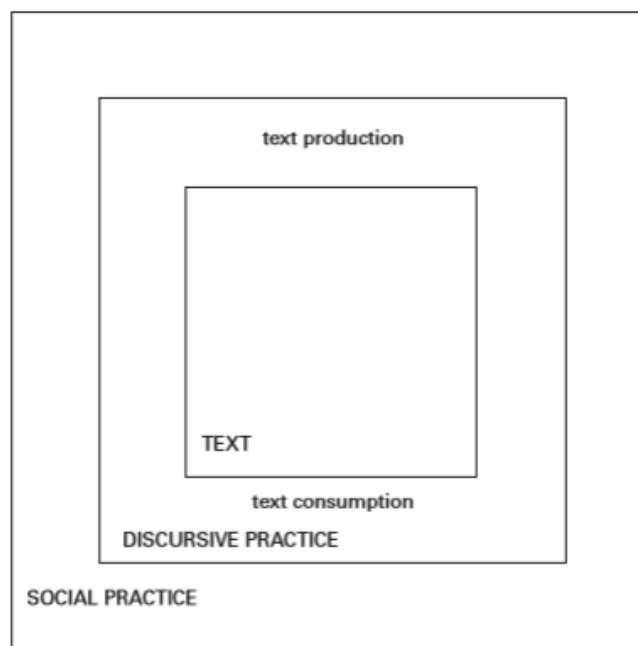 text production
TEXT
text consumption
DISCURSIVE PRACTICE
SOCIAL PRACTICE